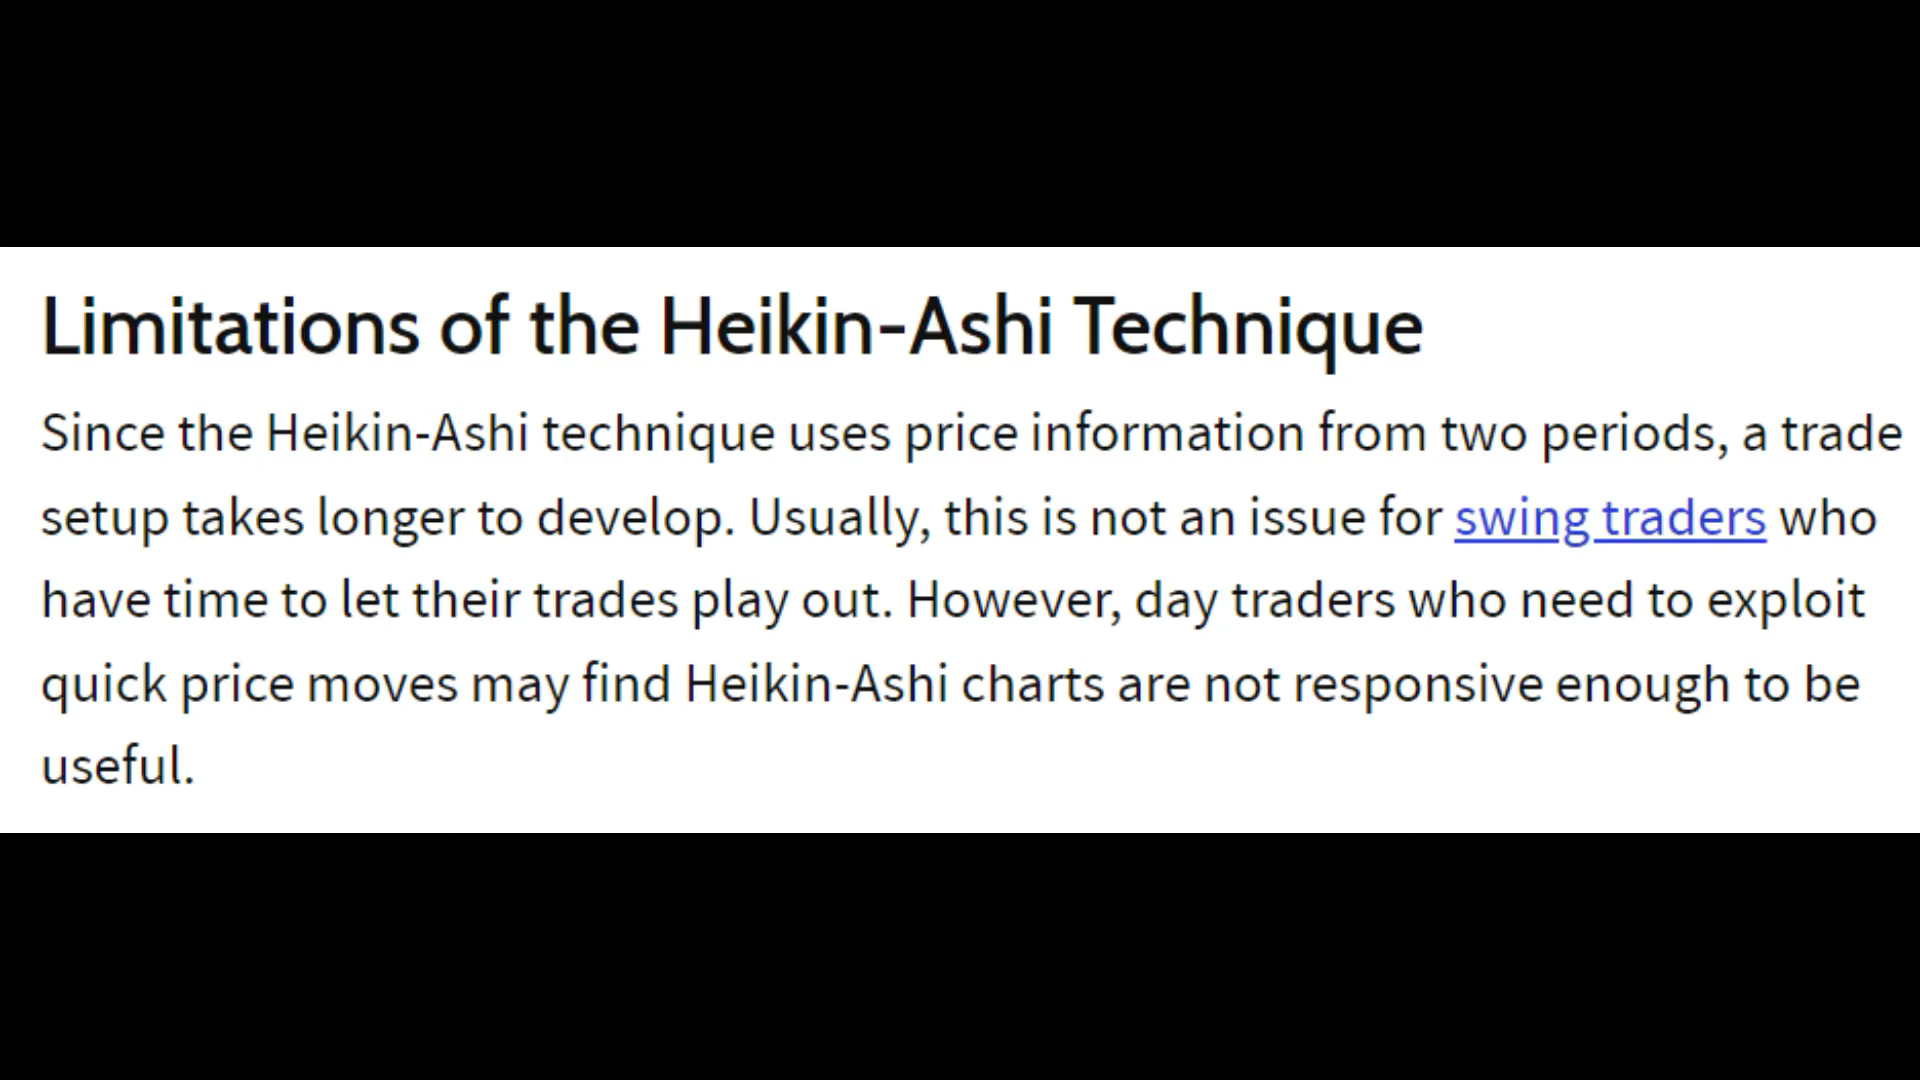 Limitations of the Heikin-Ashi Technique
Since the Heikin-Ashi technique uses price information from two periods, a trade
setup takes longer to develop. Usually, this is not an issue for swing traders who
have time to let their trades play out. However, day traders who need to exploit
quick price moves may find Heikin-Ashi charts are not responsive enough to be
useful.